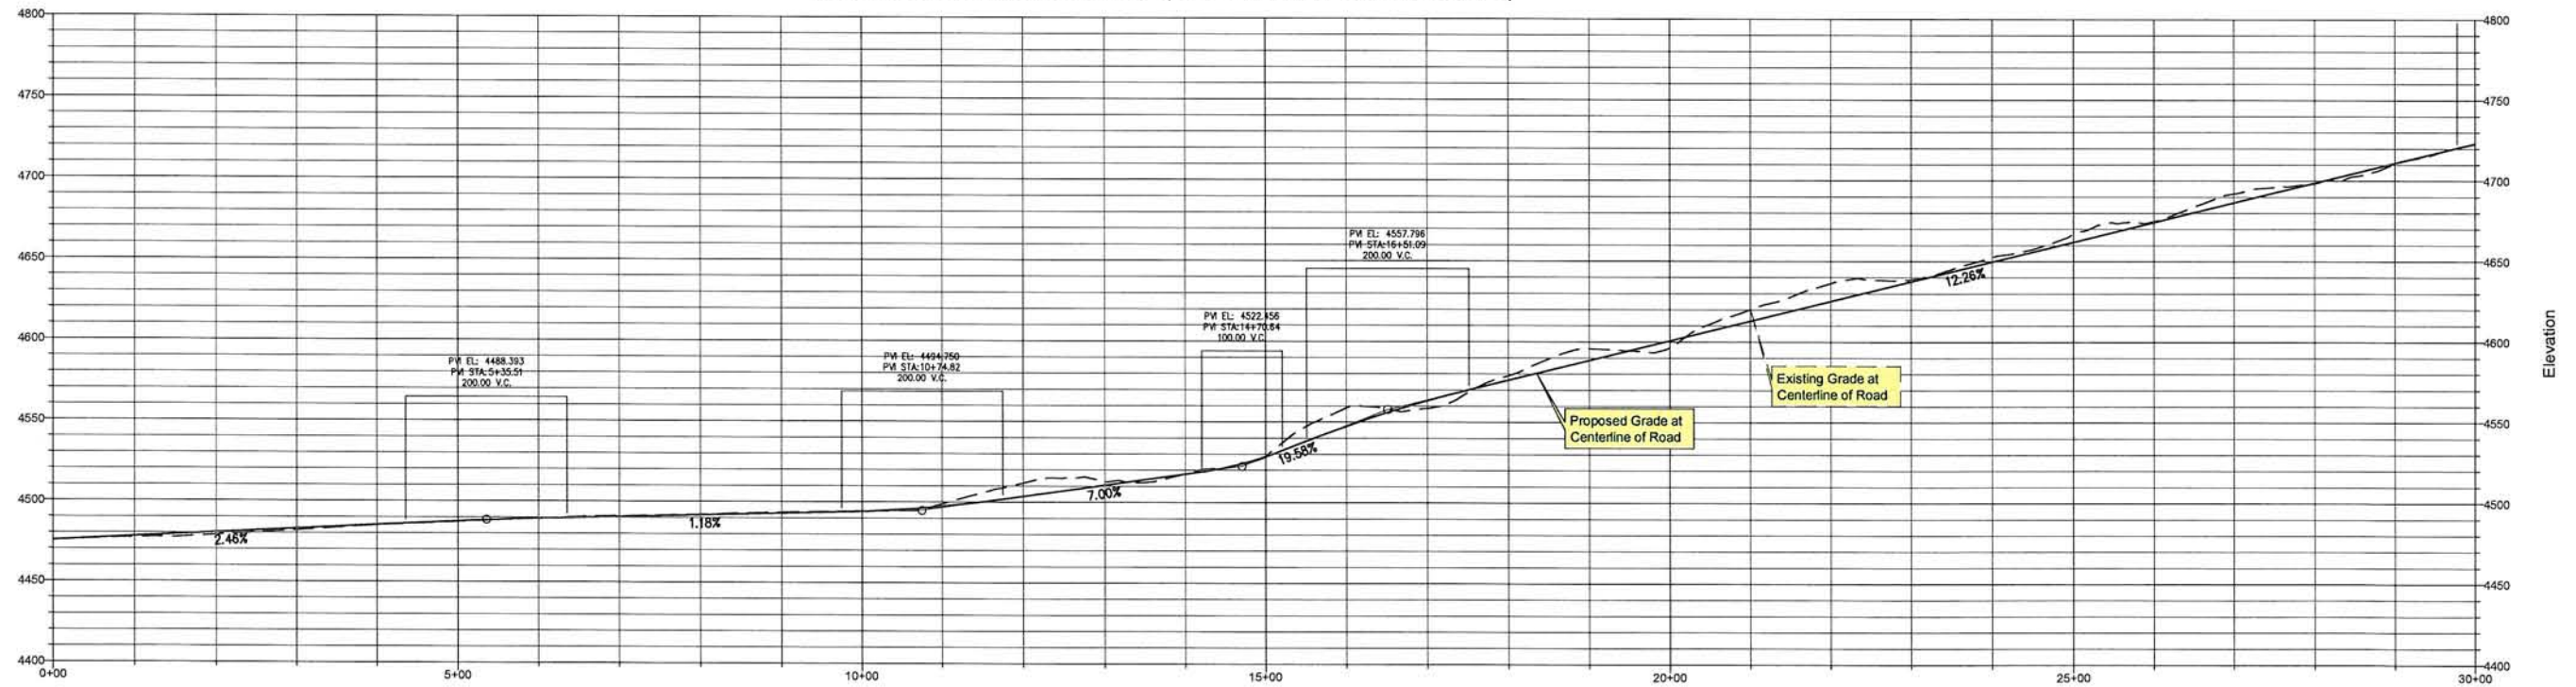 4800
4750
4700
4650
4600
4550
4500
4450
4400
4800
4750
4700
4650
4600
4550
4500
4450
4400
Elevation
PVI EL: 4488.393
PVI STA:5+35.51
200.00 V.C.
PVI EL: 4494.750
PVI STA:10+74.82
200.00 V.C.
PVI EL: 4522.456
PVI STA:14+70.64
100.00 V.C.
PVI EL: 4557.796
PVI STA:16+51.09
200.00 V.C.
2.46%
1.18%
7.00%
19.58%
12.26%
Proposed Grade at
Centerline of Road
Existing Grade at
Centerline of Road
0+00
5+00
10+00
15+00
20+00
25+00
30+00